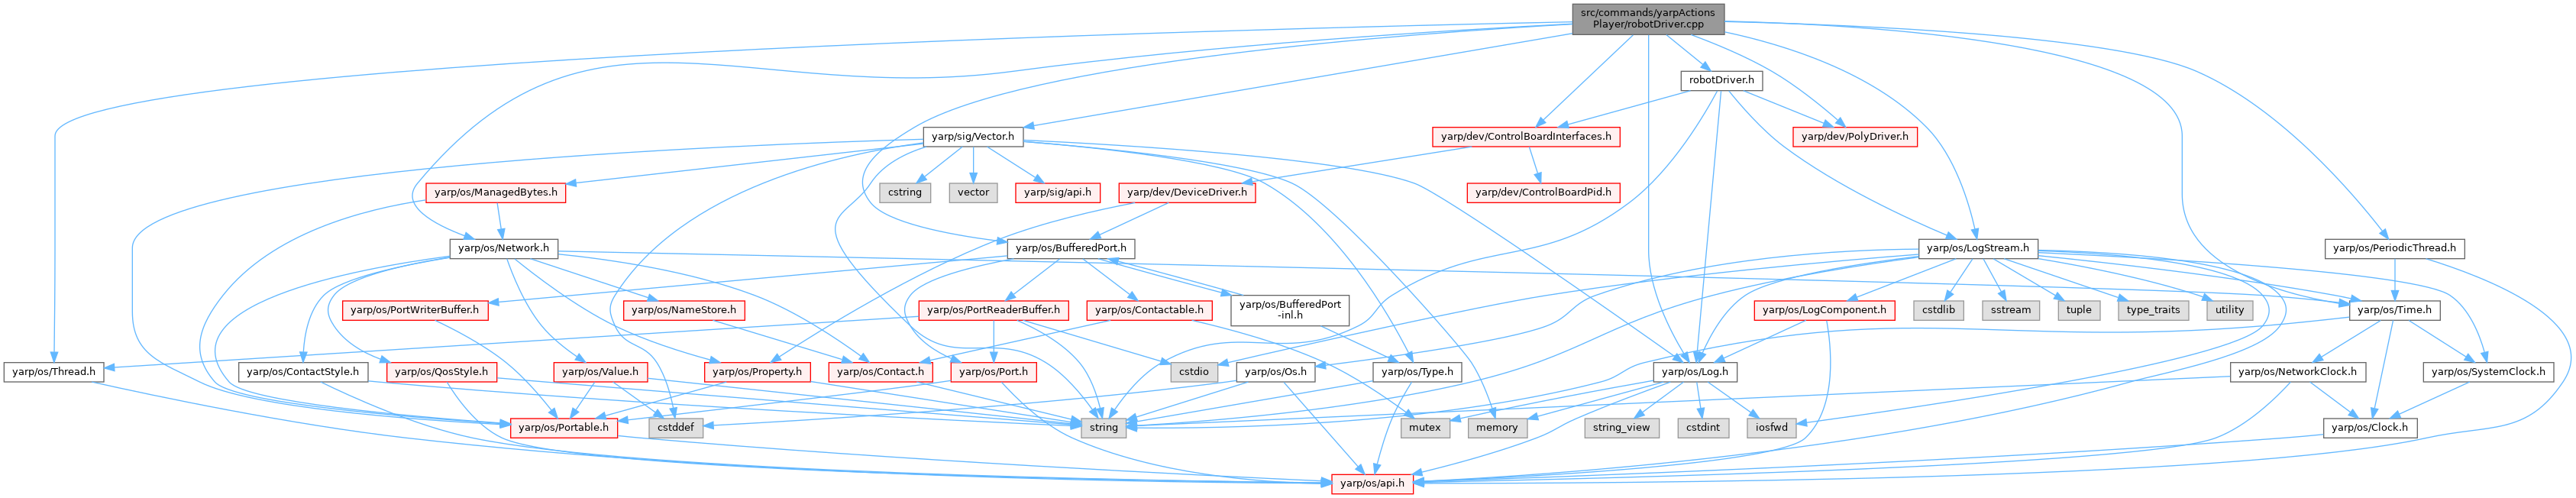 src/commands/yarpActions
Player/robotDriver.cpp
robotDriver.h
yarp/sig/Vector.h
yarp/dev/ControlBoardInterfaces.h
yarp/dev/PolyDriver.h
yarp/os/ManagedBytes.h
cstring
vector
yarp/sig/api.h
yarp/dev/DeviceDriver.h
yarp/dev/ControlBoardPid.h
yarp/os/Network.h
yarp/os/BufferedPort.h
yarp/os/LogStream.h
yarp/os/PeriodicThread.h
yarp/os/PortWriterBuffer.h
yarp/os/NameStore.h
yarp/os/PortReaderBuffer.h
yarp/os/Contactable.h
yarp/os/BufferedPort
-inl.h
yarp/os/LogComponent.h
cstdlib
sstream
tuple
type_traits
utility
yarp/os/Time.h
yarp/os/Thread.h
yarp/os/ContactStyle.h
yarp/os/QosStyle.h
yarp/os/Value.h
yarp/os/Property.h
yarp/os/Contact.h
yarp/os/Port.h
cstdio
yarp/os/Os.h
yarp/os/Type.h
yarp/os/Log.h
yarp/os/NetworkClock.h
yarp/os/SystemClock.h
yarp/os/Portable.h
cstddef
string
mutex
memory
string_view
cstdint
iosfwd
yarp/os/Clock.h
yarp/os/api.h